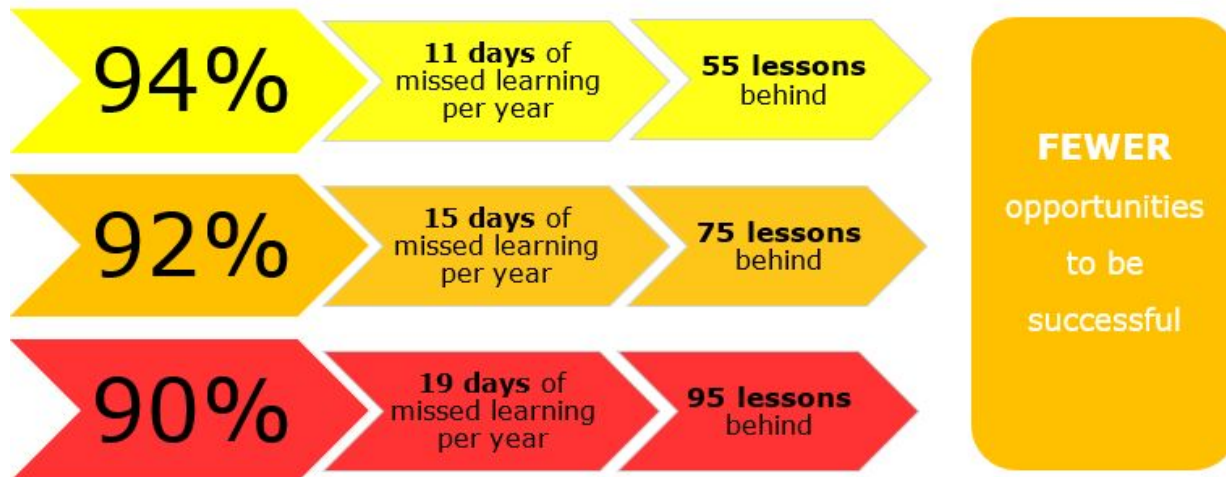 94%
11 days of
missed learning
per year
55 lessons
behind
92%
15 days of
missed learning
per year
75 lessons
behind
90%
19 days of
missed learning
per year
95 lessons
behind
FEWER
opportunities
to be
successful